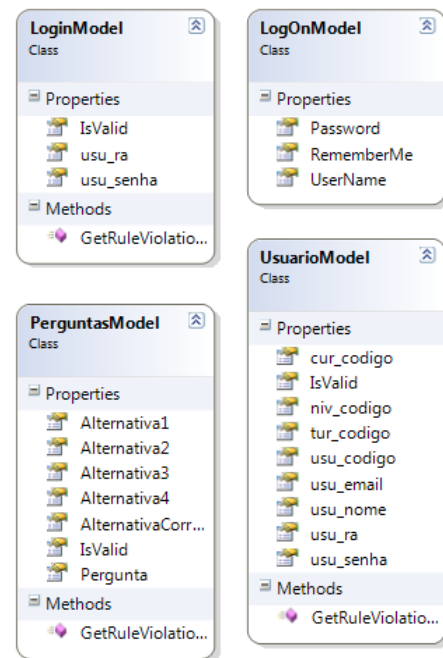 LoginModel
Class
Properties
IsValid
usu_ra
usu_senha
Methods
GetRuleViolatio...
LogOnModel
Class
Properties
Password
RememberMe
UserName
PerguntasModel
Class
Properties
Alternativa1
Alternativa2
Alternativa3
Alternativa4
AlternativaCorr...
IsValid
Pergunta
Methods
GetRuleViolatio...
UsuarioModel
Class
Properties
cur_codigo
IsValid
niv_codigo
tur_codigo
usu_codigo
usu_email
usu_nome
usu_ra
usu_senha
Methods
GetRuleViolatio...